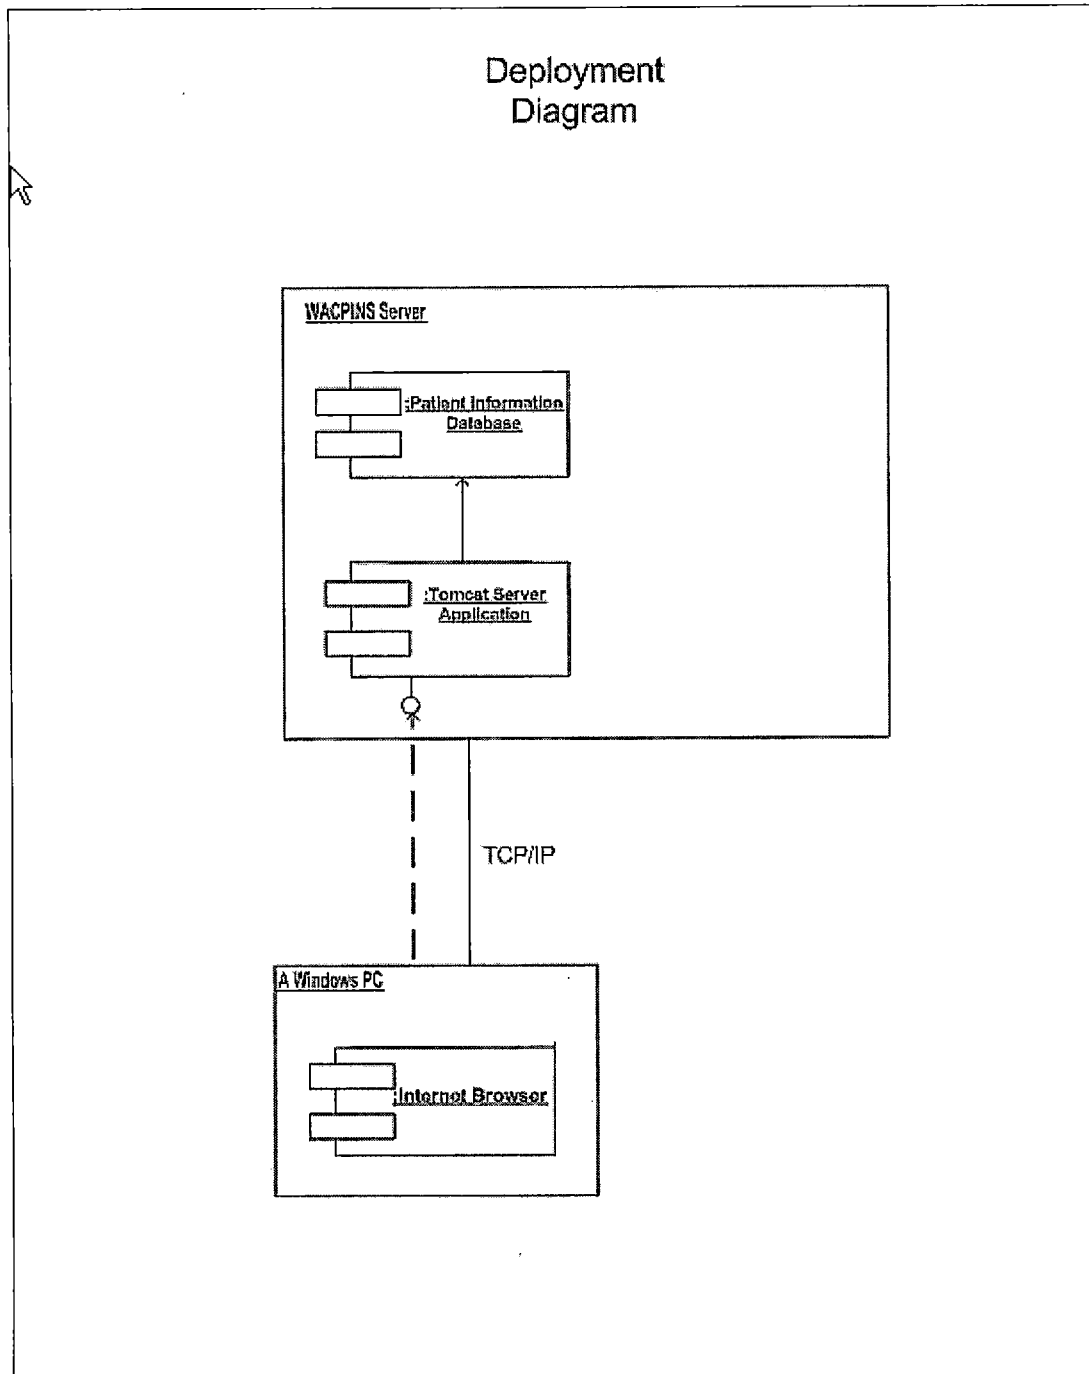 Deployment
Diagram
WACPINS Server
:Patient Information
Database
:Tomcat Server
Application
TCP/IP
A Windows PC
:Internet Browser